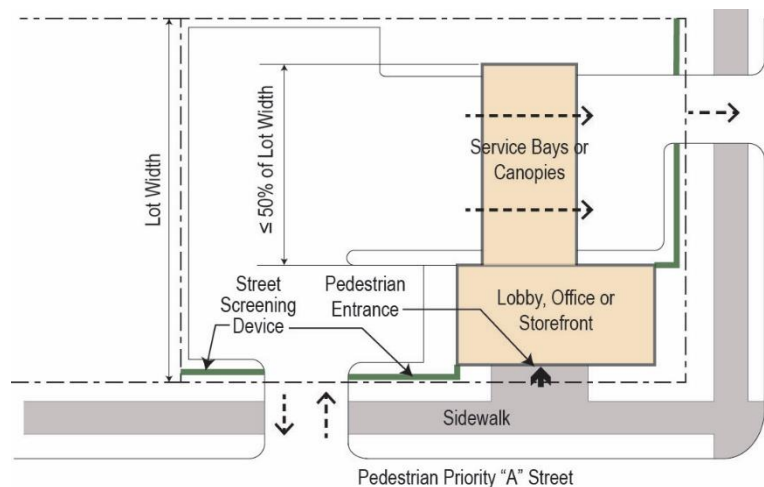 Lot Width
≤ 50% of Lot Width
Service Bays or
Canopies
Street
Screening
Device
Pedestrian
Entrance
Lobby, Office or
Storefront
Sidewalk
Pedestrian Priority “A” Street